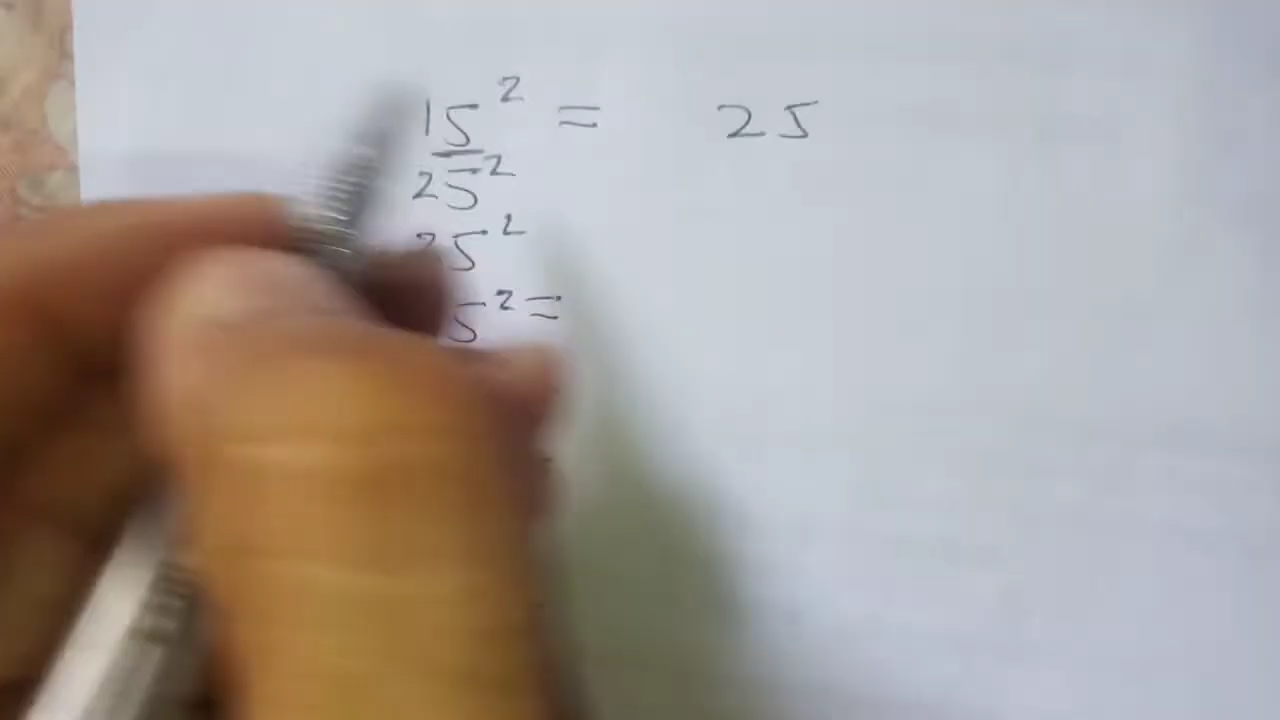 15² = 25
25²
5²
5² =